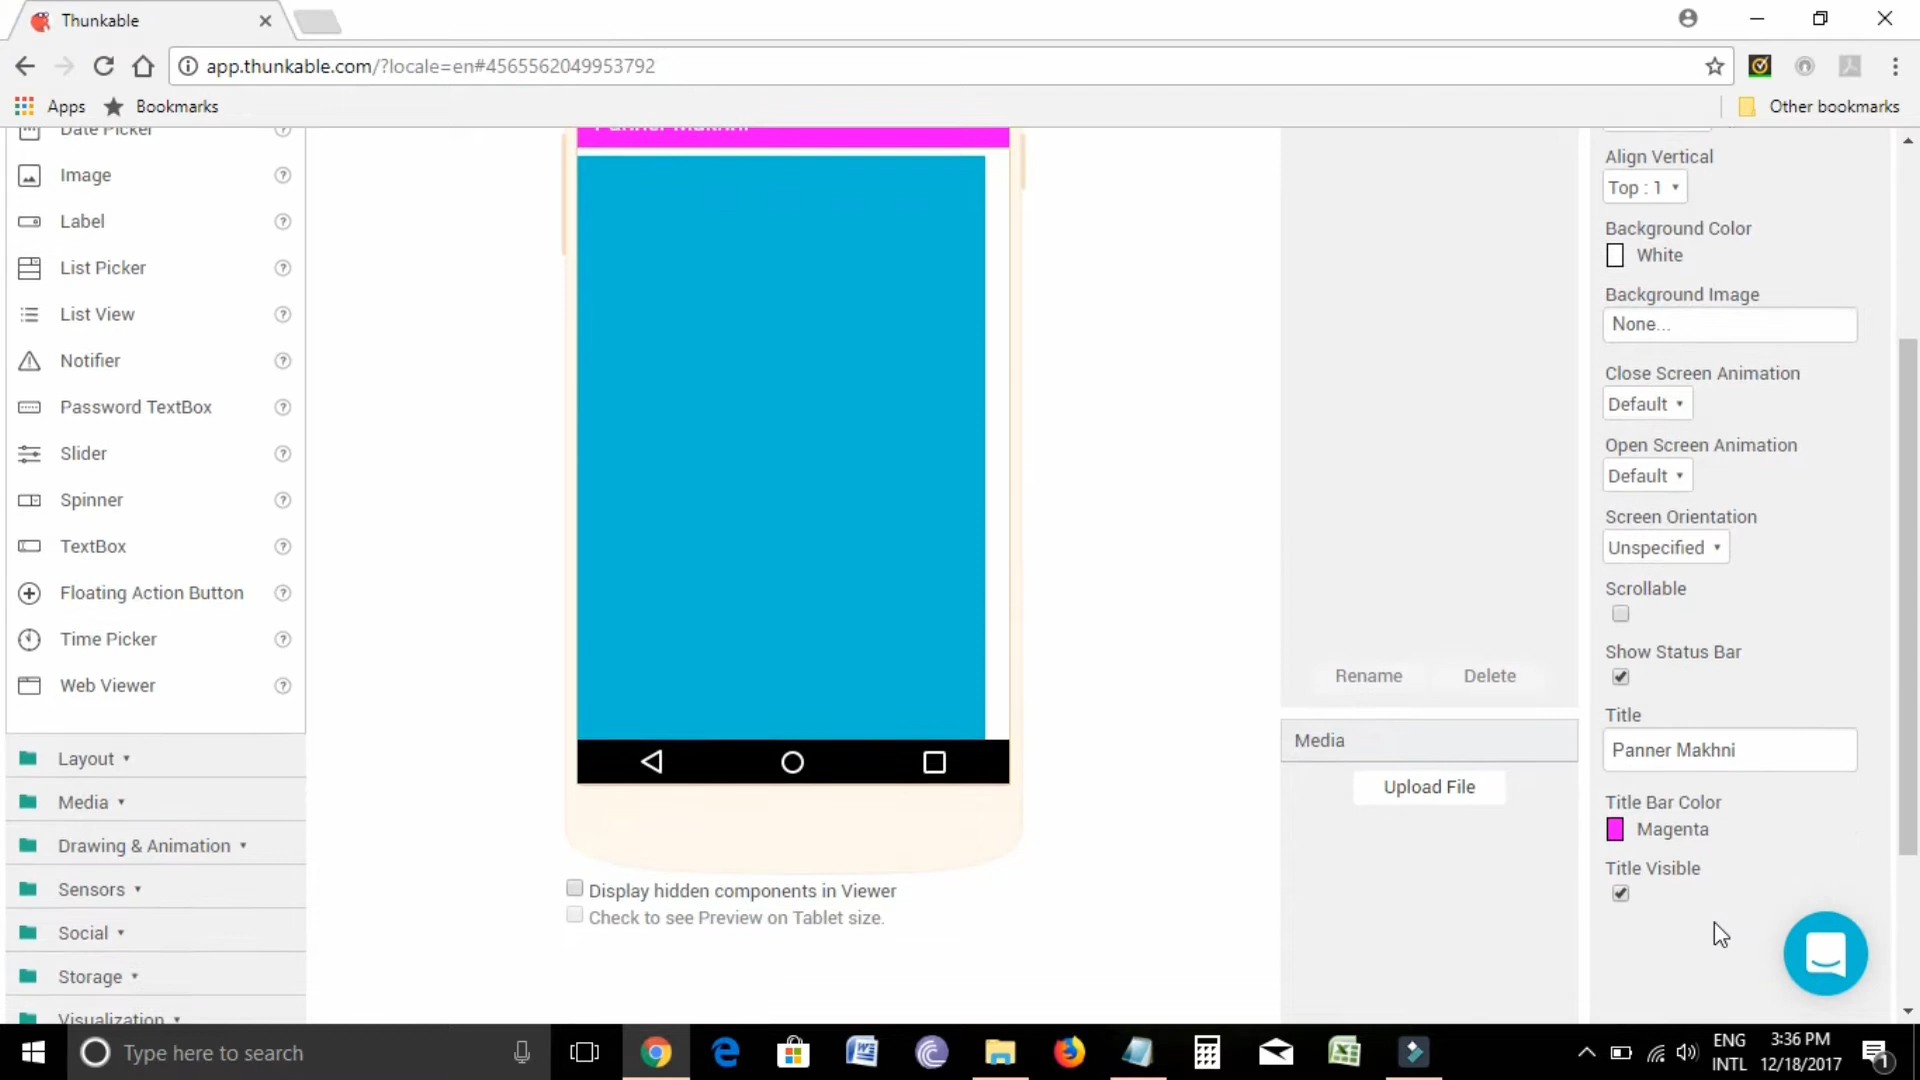 Thunkable
app.thunkable.com/?locale=en#4565562049953792
Apps
Bookmarks
Other bookmarks
Date Picker
Image
Label
List Picker
List View
Notifier
Password TextBox
Slider
Spinner
TextBox
Floating Action Button
Time Picker
Web Viewer
Layout
Media
Drawing & Animation
Sensors
Social
Storage
Visualization
Panner Makhni
Display hidden components in Viewer
Check to see Preview on Tablet size.
Rename
Delete
Media
Upload File
Align Vertical
Top : 1
Background Color
White
Background Image
None...
Close Screen Animation
Default
Open Screen Animation
Default
Screen Orientation
Unspecified
Scrollable
Show Status Bar
Title
Panner Makhni
Title Bar Color
Magenta
Title Visible
Type here to search
ENG
INTL
3:36 PM
12/18/2017
1